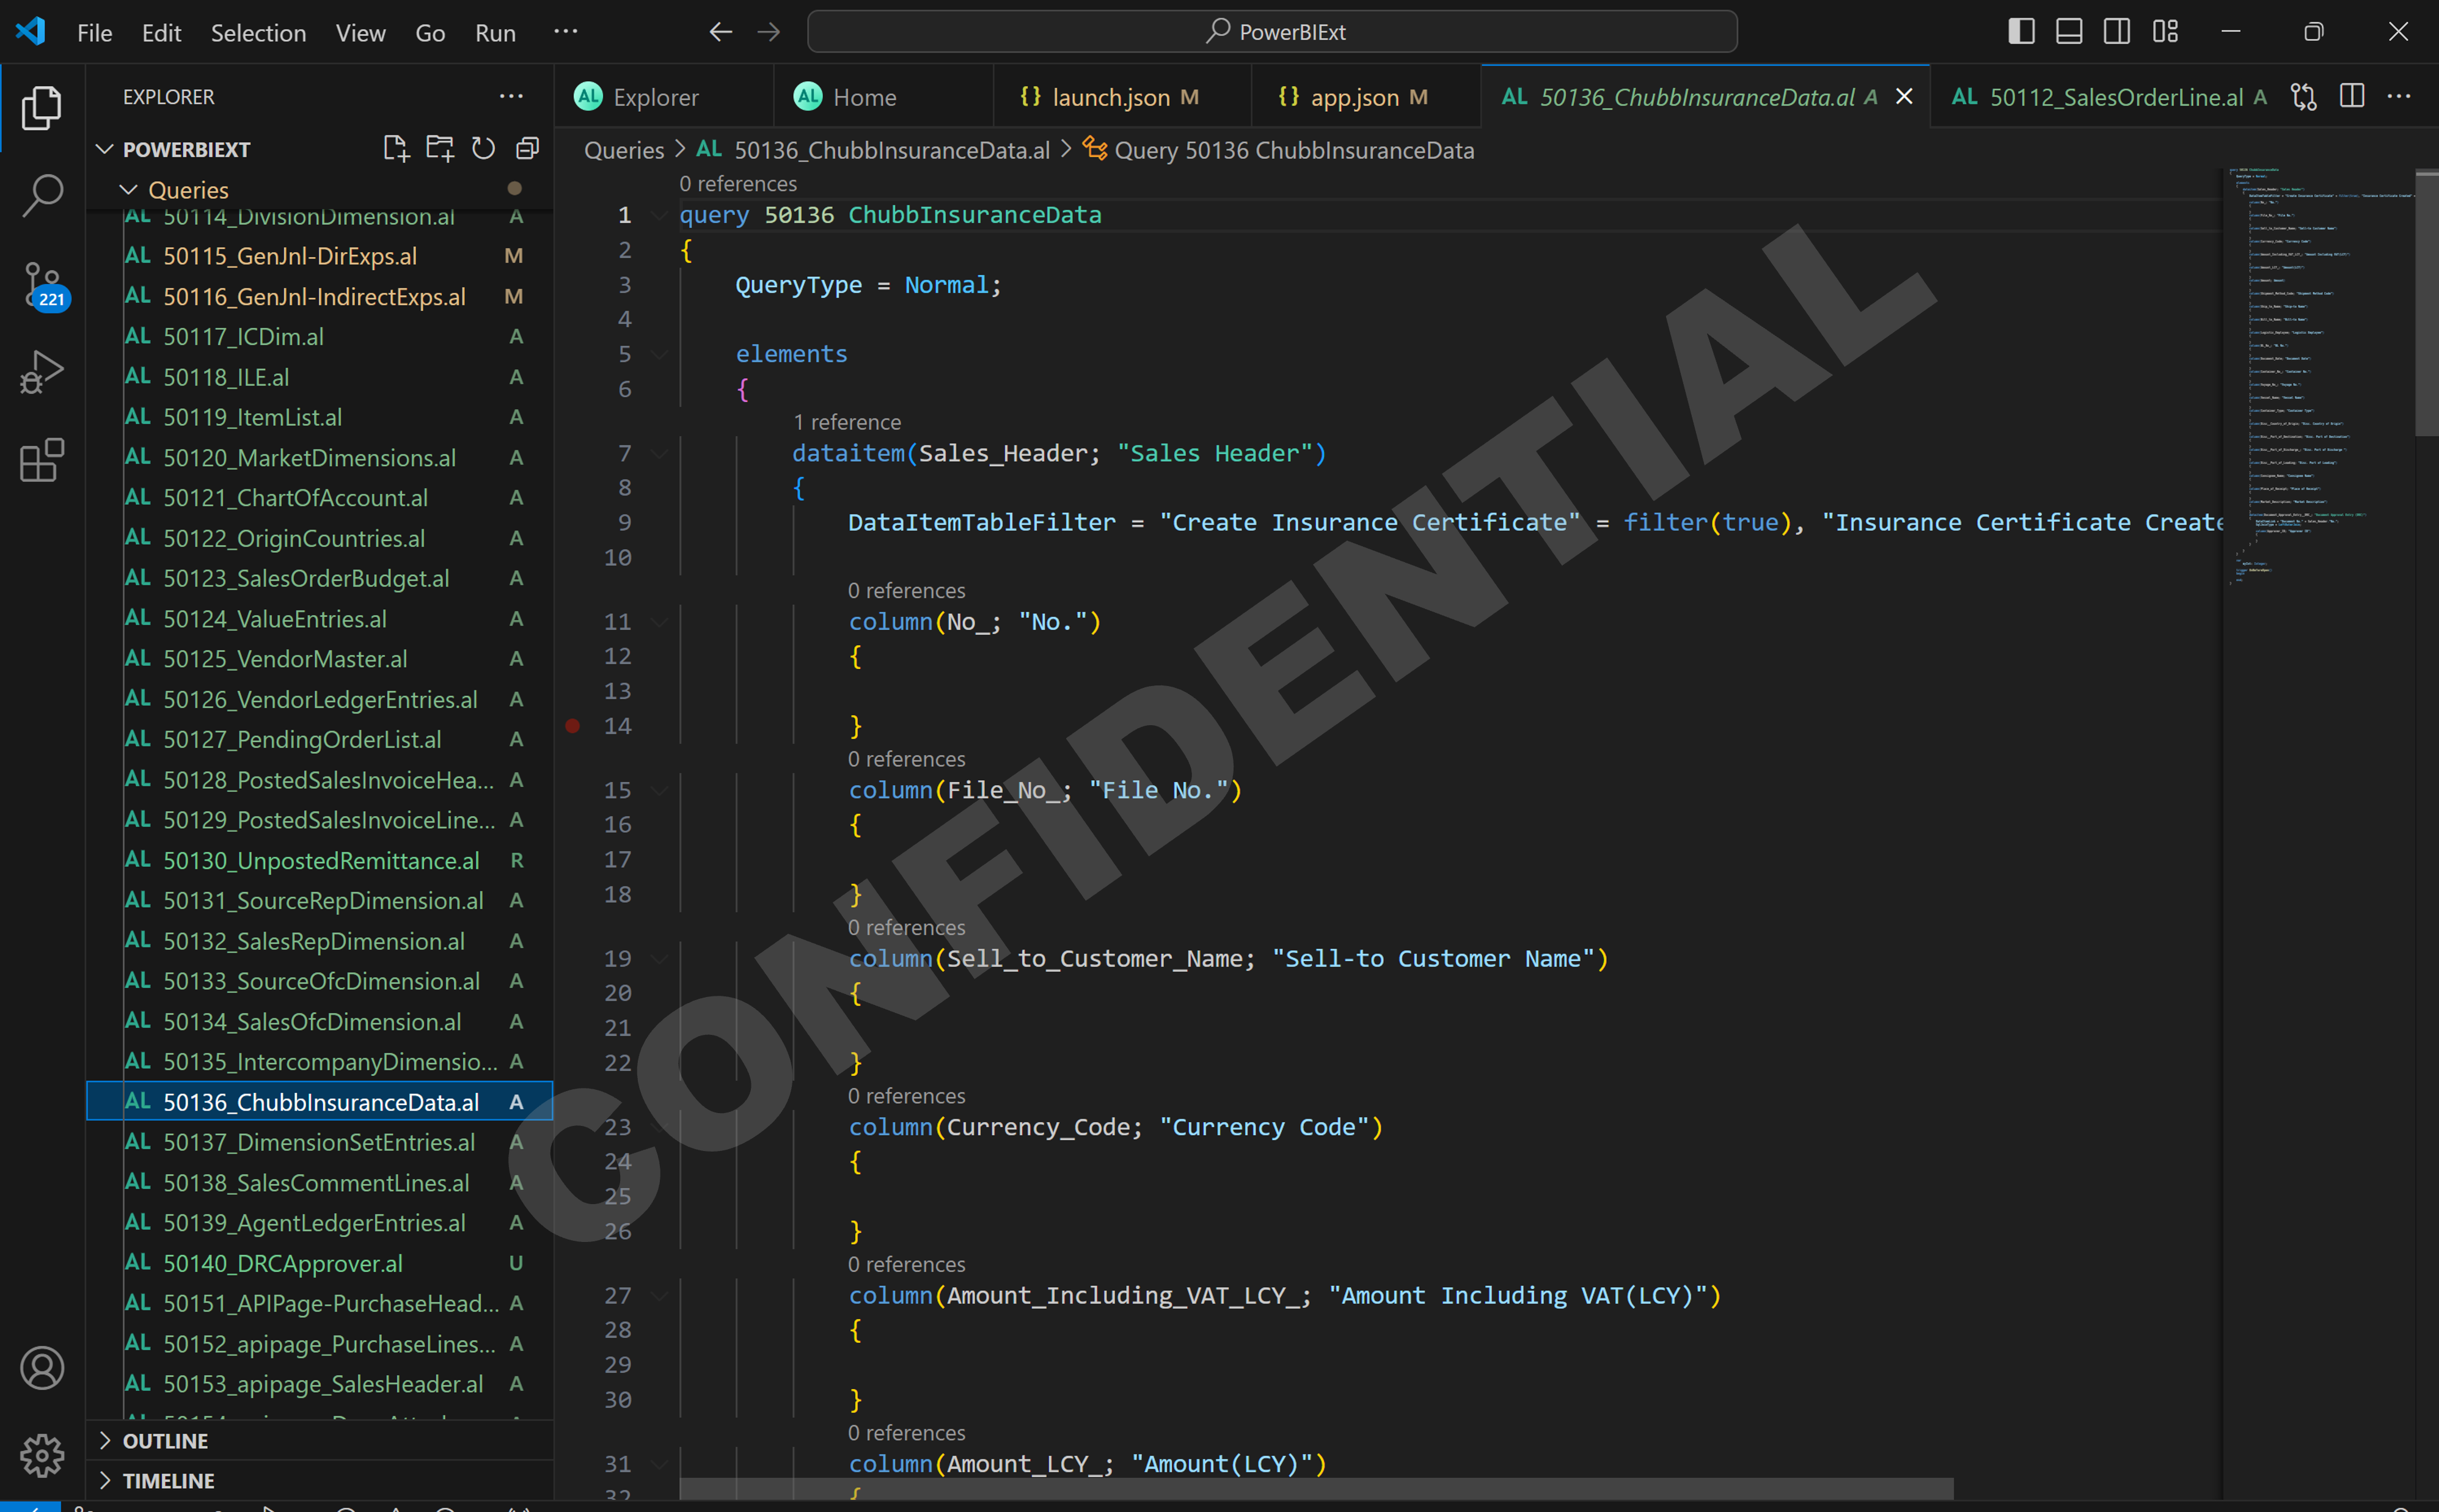 File Edit Selection View Go Run ··· PowerBIExt
EXPLORER ···
POWERBIEXT
Queries
50114_DivisionDimension.al A
AL 50115_GenJnl-DirExps.al M
AL 50116_GenJnl-IndirectExps.al M
AL 50117_ICDim.al A
AL 50118_ILE.al A
AL 50119_ItemList.al A
AL 50120_MarketDimensions.al A
AL 50121_ChartOfAccount.al A
AL 50122_OriginCountries.al A
AL 50123_SalesOrderBudget.al A
AL 50124_ValueEntries.al A
AL 50125_VendorMaster.al A
AL 50126_VendorLedgerEntries.al A
AL 50127_PendingOrderList.al A
AL 50128_PostedSalesInvoiceHea... A
AL 50129_PostedSalesInvoiceLine... A
AL 50130_UnpostedRemittance.al R
AL 50131_SourceRepDimension.al A
AL 50132_SalesRepDimension.al A
AL 50133_SourceOfcDimension.al A
AL 50134_SalesOfcDimension.al A
AL 50135_IntercompanyDimensio... A
AL 50136_ChubbInsuranceData.al A
AL 50137_DimensionSetEntries.al A
AL 50138_SalesCommentLines.al A
AL 50139_AgentLedgerEntries.al A
AL 50140_DRCApprover.al U
AL 50151_APIPage-PurchaseHead... A
AL 50152_apipage_PurchaseLines... A
AL 50153_apipage_SalesHeader.al A
OUTLINE
TIMELINE
221
AL Explorer
AL Home
{} launch.json M
{} app.json M
AL 50136_ChubbInsuranceData.al A
AL 50112_SalesOrderLine.al A
Queries > AL 50136_ChubbInsuranceData.al > Query 50136 ChubbInsuranceData
0 references
1 query 50136 ChubbInsuranceData
2 {
3 QueryType = Normal;
4
5 elements
6 {
1 reference
7 dataitem(Sales_Header; "Sales Header")
8 {
9 DataItemTableFilter = "Create Insurance Certificate" = filter(true), "Insurance Certificate Create
10
0 references
11 column(No_; "No.")
12 {
13
14 }
0 references
15 column(File_No_; "File No.")
16 {
17
18 }
0 references
19 column(Sell_to_Customer_Name; "Sell-to Customer Name")
20 {
21
22 }
0 references
23 column(Currency_Code; "Currency Code")
24 {
25
26 }
0 references
27 column(Amount_Including_VAT_LCY_; "Amount Including VAT(LCY)")
28 {
29
30 }
0 references
31 column(Amount_LCY_; "Amount(LCY)")
32 {
CONFIDENTIAL